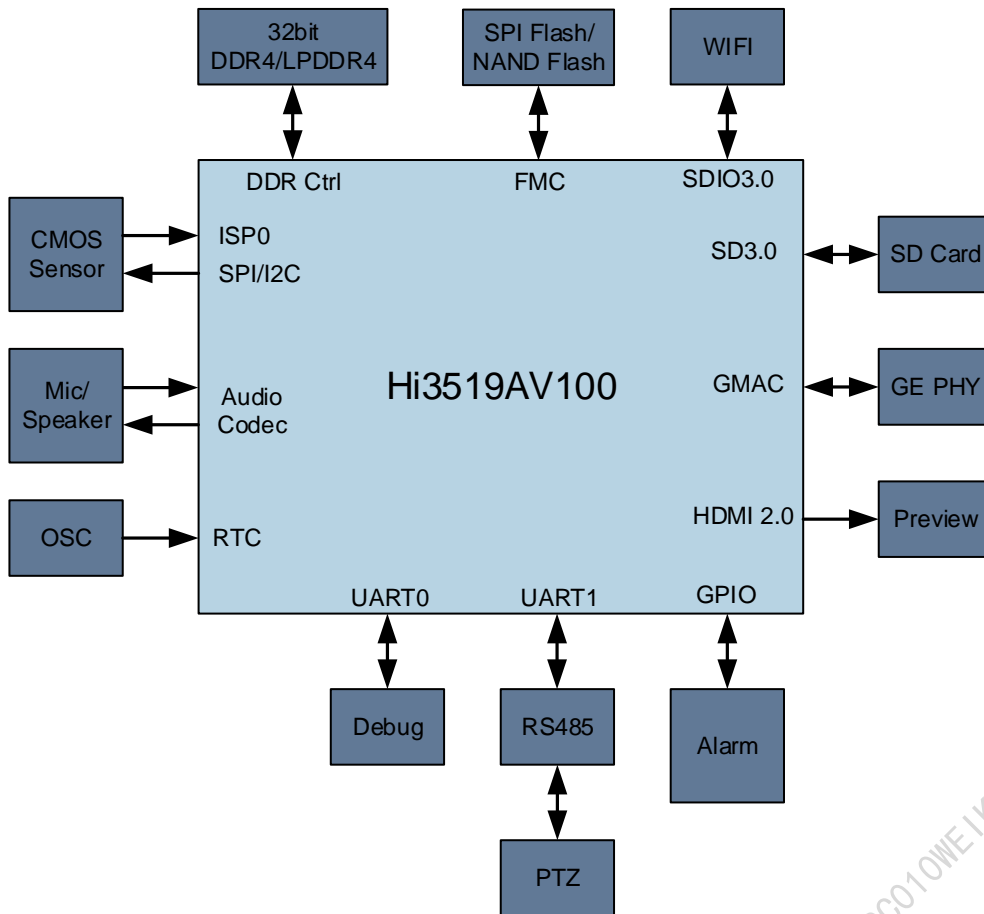 32bit
DDR4/LPDDR4
SPI Flash/
NAND Flash
WIFI
DDR Ctrl
FMC
SDIO3.0
CMOS
Sensor
ISP0
SPI/I2C
SD3.0
SD Card
Mic/
Speaker
Audio
Codec
Hi3519AV100
GMAC
GE PHY
OSC
RTC
HDMI 2.0
Preview
UART0
UART1
GPIO
Debug
RS485
Alarm
PTZ